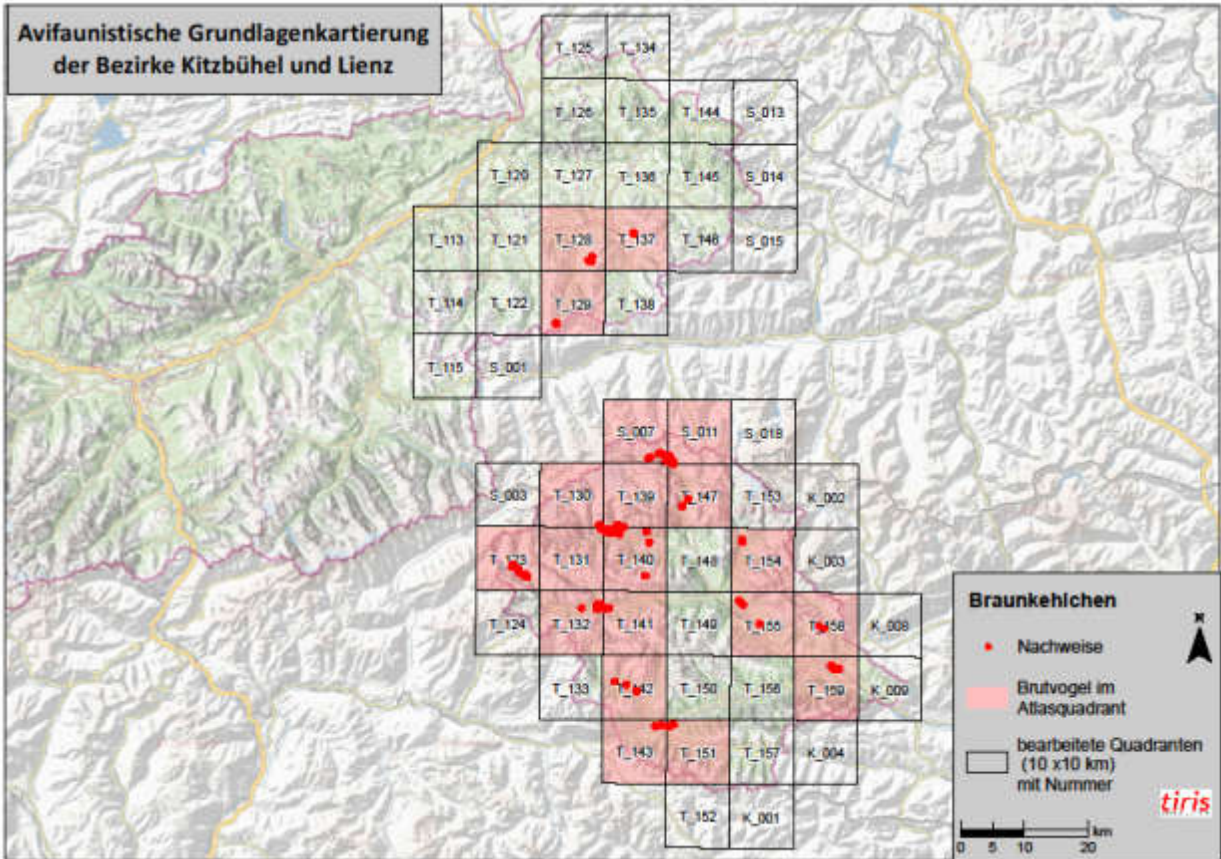 Avifaunistische Grundlagenkartierung
der Bezirke Kitzbühel und Lienz
T_125 T_134
T_126 T_135 T_144 S_013
T_120 T_127 T_136 T_145 S_014
T_113 T_121 T_128 T_137 T_146 S_015
T_114 T_122 T_129 T_138
T_115 S_001
S_007 S_011 S_018
S_003 T_130 T_139 T_147 T_153 K_002
T_123 T_131 T_140 T_148 T_154 K_003
T_124 T_132 T_141 T_149 T_155 T_158 K_008
T_133 T_142 T_150 T_156 T_159 K_009
T_143 T_151 T_157 K_004
T_152 K_001
Braunkehlchen
N
Nachweise
Brutvogel im
Atlasquadrant
bearbeitete Quadranten
(10 x10 km)
mit Nummer
tiris
km
0 5 10 20